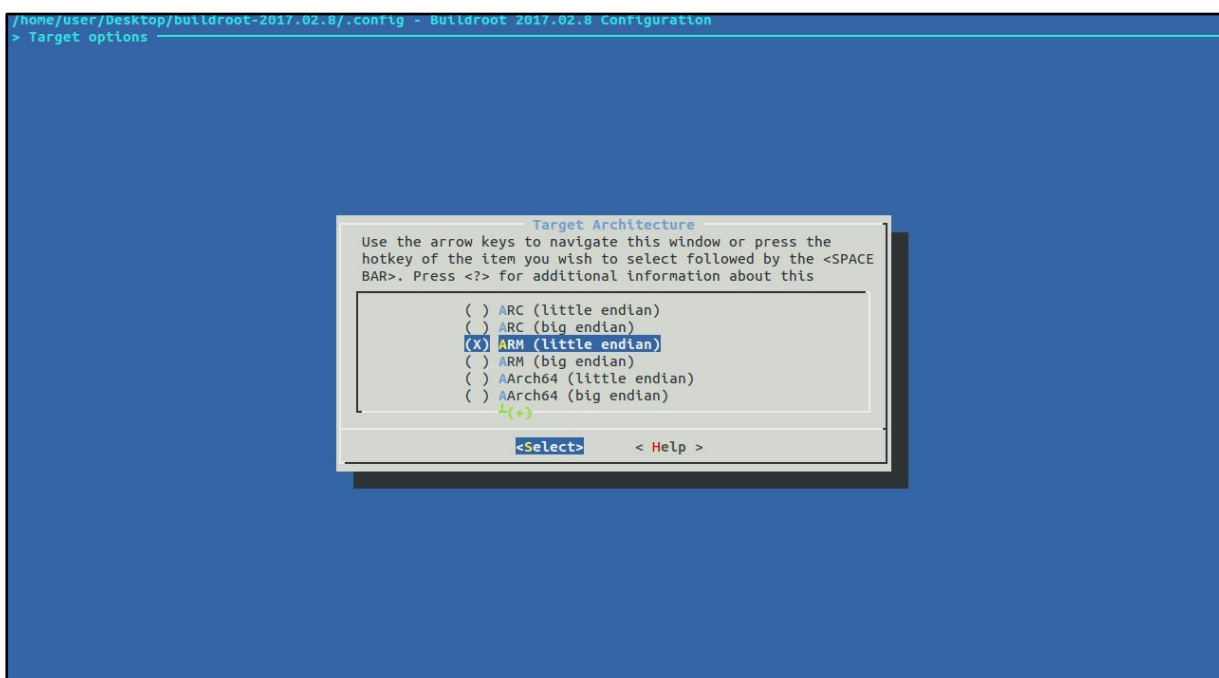 /home/user/Desktop/buildroot-2017.02.8/.config - Buildroot 2017.02.8 Configuration
> Target options
Target Architecture
Use the arrow keys to navigate this window or press the
hotkey of the item you wish to select followed by the <SPACE
BAR>. Press <?> for additional information about this
( ) ARC (little endian)
( ) ARC (big endian)
(X) ARM (little endian)
( ) ARM (big endian)
( ) AArch64 (little endian)
( ) AArch64 (big endian)
┴(+)
<Select> < Help >